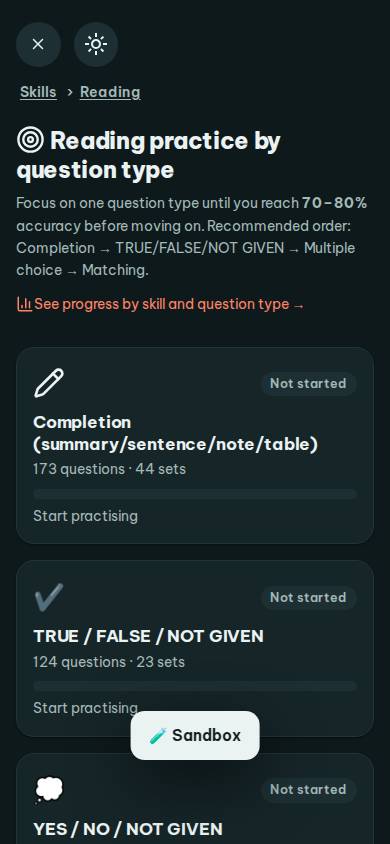 Skills › Reading
Reading practice by
question type
Focus on one question type until you reach 70–80%
accuracy before moving on. Recommended order:
Completion → TRUE/FALSE/NOT GIVEN → Multiple
choice → Matching.
See progress by skill and question type →
Not started
Completion
(summary/sentence/note/table)
173 questions · 44 sets
Start practising
Not started
TRUE / FALSE / NOT GIVEN
124 questions · 23 sets
Start practising
Sandbox
Not started
YES / NO / NOT GIVEN